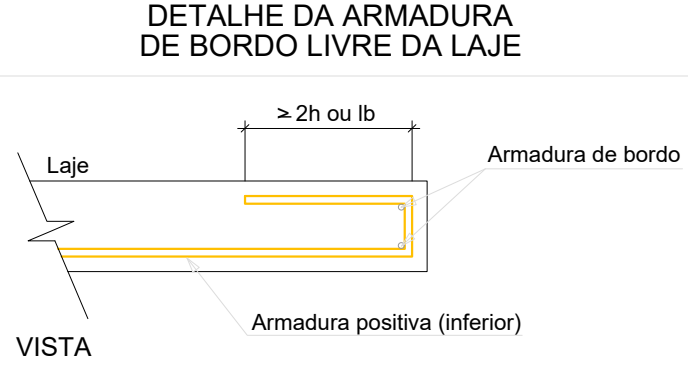 DETALHE DA ARMADURA
DE BORDO LIVRE DA LAJE
≥ 2h ou lb
Laje
Armadura de bordo
Armadura positiva (inferior)
VISTA